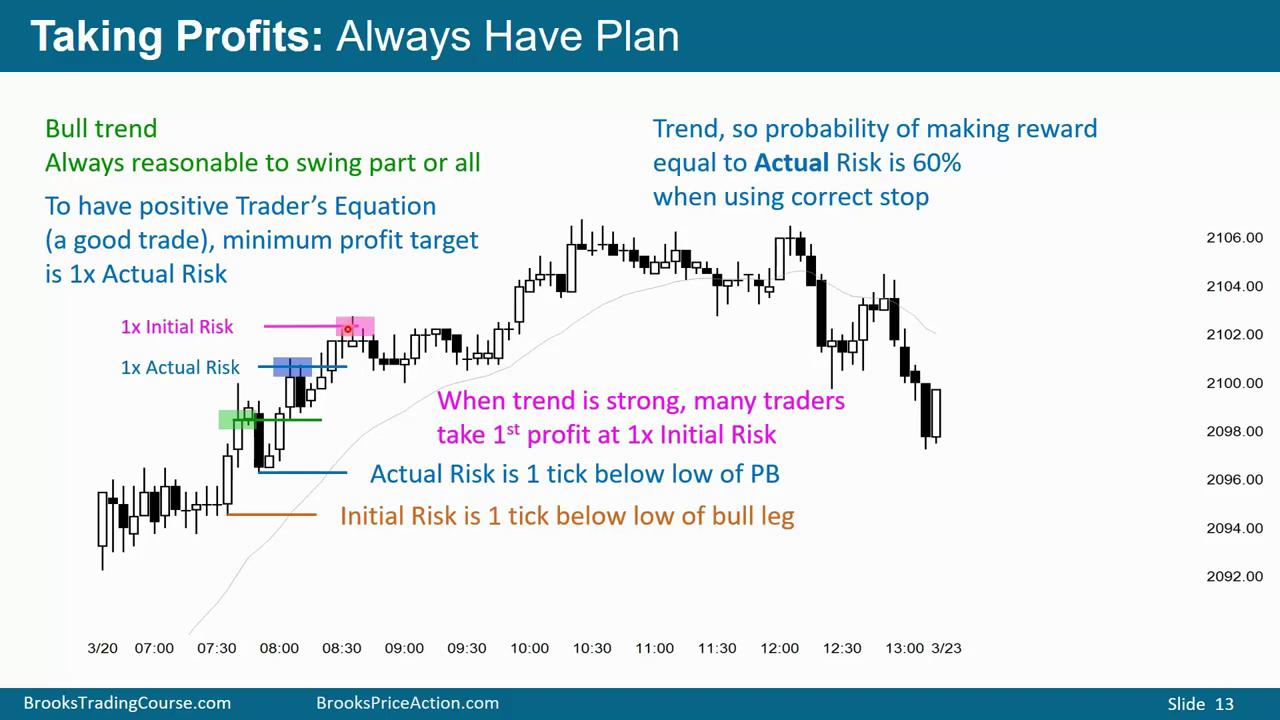 Taking Profits: Always Have Plan
Bull trend
Always reasonable to swing part or all
To have positive Trader’s Equation
(a good trade), minimum profit target
is 1x Actual Risk
Trend, so probability of making reward
equal to Actual Risk is 60%
when using correct stop
1x Initial Risk
1x Actual Risk
When trend is strong, many traders
take 1st profit at 1x Initial Risk
Actual Risk is 1 tick below low of PB
Initial Risk is 1 tick below low of bull leg
2106.00
2104.00
2102.00
2100.00
2098.00
2096.00
2094.00
2092.00
3/20 07:00 07:30 08:00 08:30 09:00 09:30 10:00 10:30 11:00 11:30 12:00 12:30 13:00 3/23
BrooksTradingCourse.com BrooksPriceAction.com Slide 13